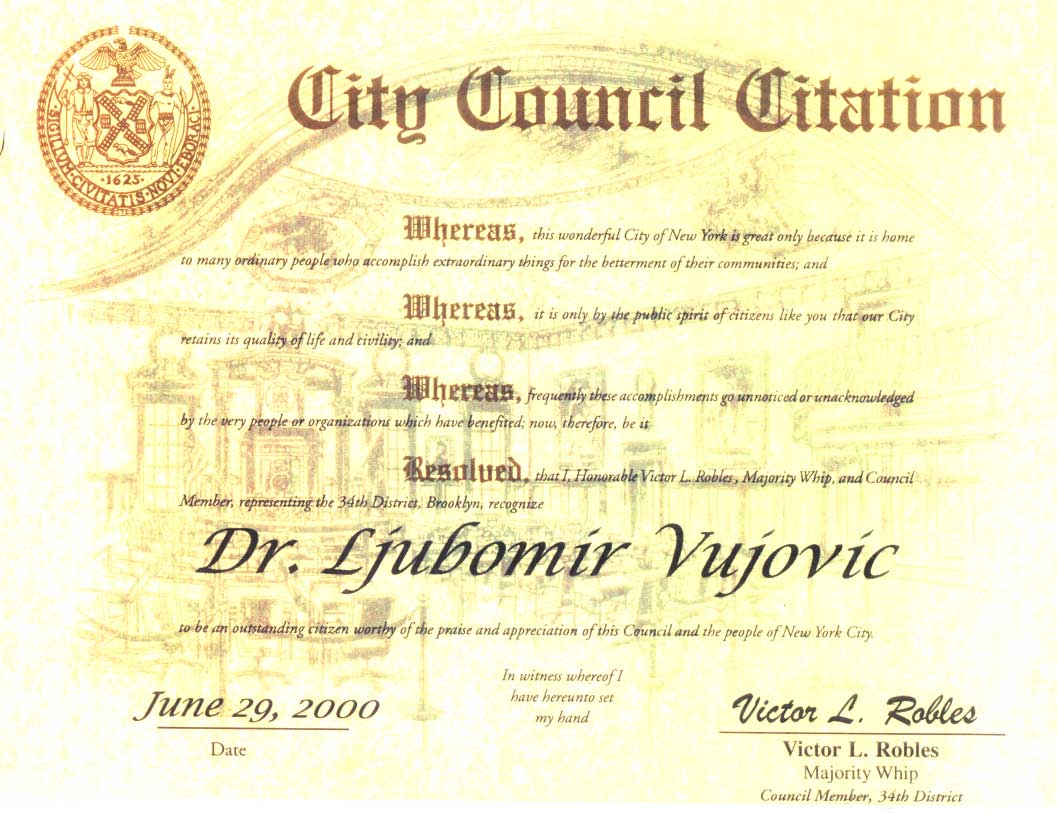 City Council Citation
SIGILLUM·CIVITATIS·NOVI·EBORACI
·1625·
Whereas, this wonderful City of New York is great only because it is home
to many ordinary people who accomplish extraordinary things for the betterment of their communities; and
Whereas, it is only by the public spirit of citizens like you that our City
retains its quality of life and civility; and
Whereas, frequently these accomplishments go unnoticed or unacknowledged
by the very people or organizations which have benefited; now, therefore, be it
Resolved, that I, Honorable Victor L. Robles, Majority Whip, and Council
Member, representing the 34th District, Brooklyn, recognize
Dr. Ljubomir Vujovic
to be an outstanding citizen worthy of the praise and appreciation of this Council and the people of New York City.
In witness whereof I
have hereunto set
my hand
June 29, 2000
Date
Victor L. Robles
Victor L. Robles
Majority Whip
Council Member, 34th District